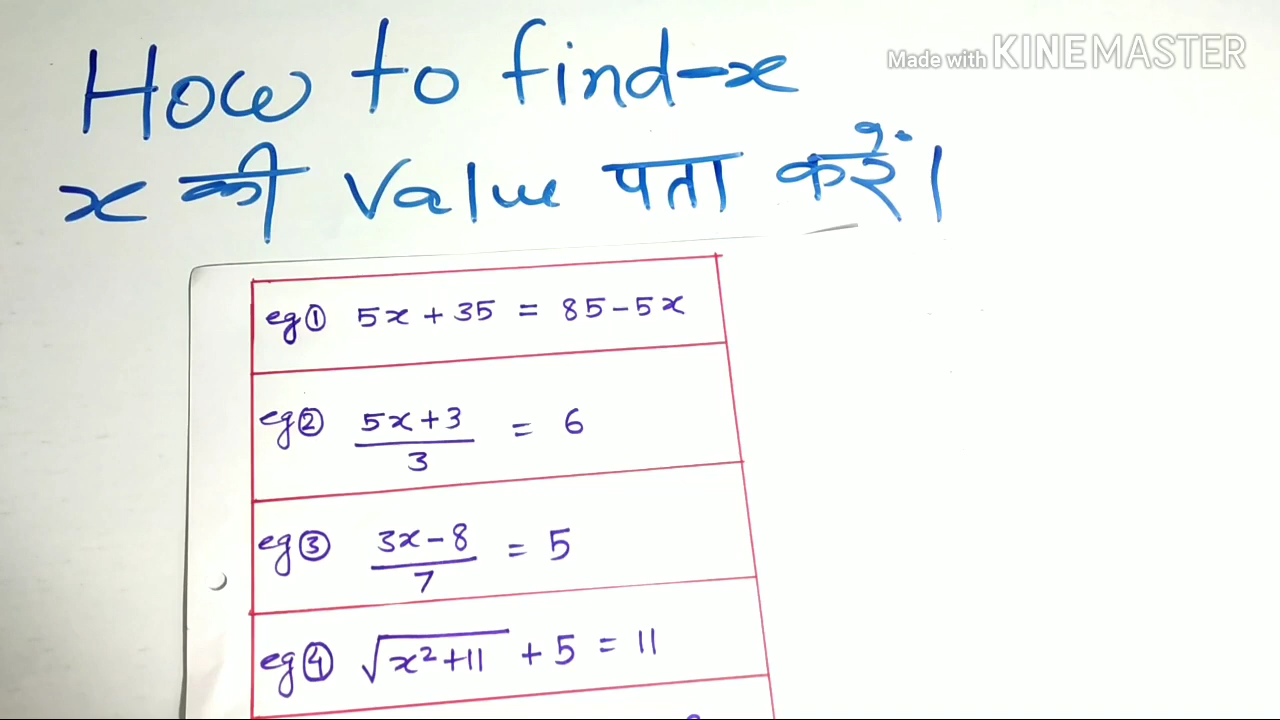 Made with KINEMASTER
How to find-x
x की Value पता करें।
eg① 5x + 35 = 85 - 5x
eg② (5x + 3)/3 = 6
eg③ (3x - 8)/7 = 5
eg④ √(x² + 11) + 5 = 11